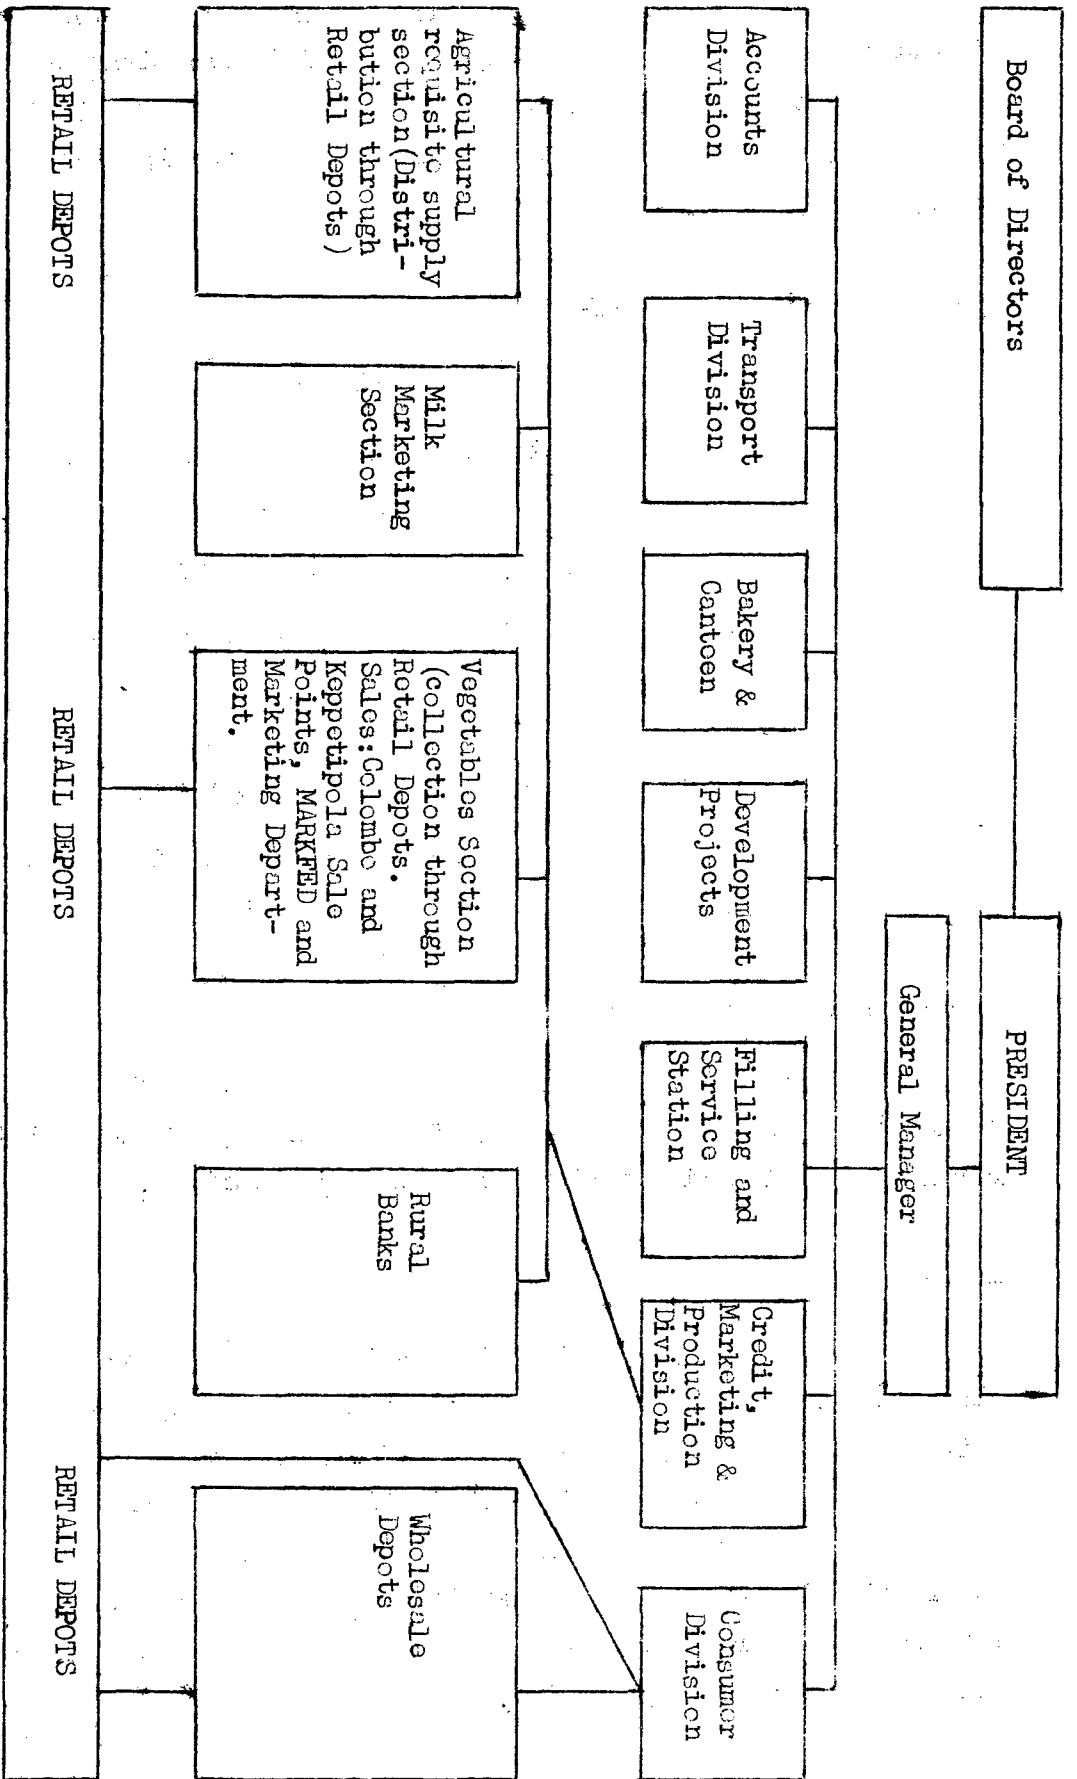 Board of Directors
PRESIDENT
General Manager
Accounts
Division
Transport
Division
Bakery &
Canteen
Development
Projects
Filling and
Service
Station
Credit,
Marketing &
Production
Division
Consumer
Division
Agricultural
requisite supply
section(Distri-
bution through
Retail Depots)
Milk
Marketing
Section
Vegetables Section
(collection through
Retail Depots.
Sales:Colombo and
Keppetipola Sale
Points, MARKFED and
Marketing Depart-
ment.
Rural
Banks
Wholesale
Depots
RETAIL DEPOTS
RETAIL DEPOTS
RETAIL DEPOTS